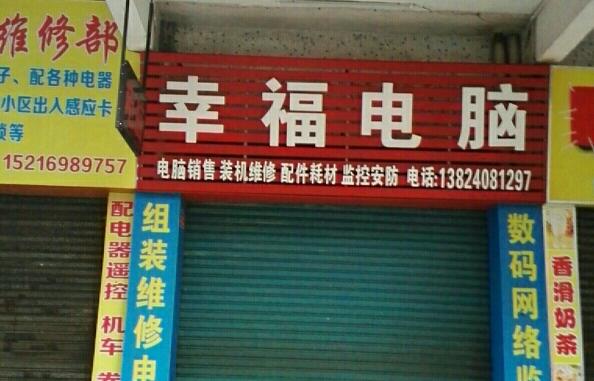 维修部
子、配各种电器
小区出入感应卡
锁等
15216989757
幸福电脑
电脑销售 装机维修 配件耗材 监控安防 电话:13824081297
配电器遥控 机车
组装维修电
数码网络监
香滑奶茶